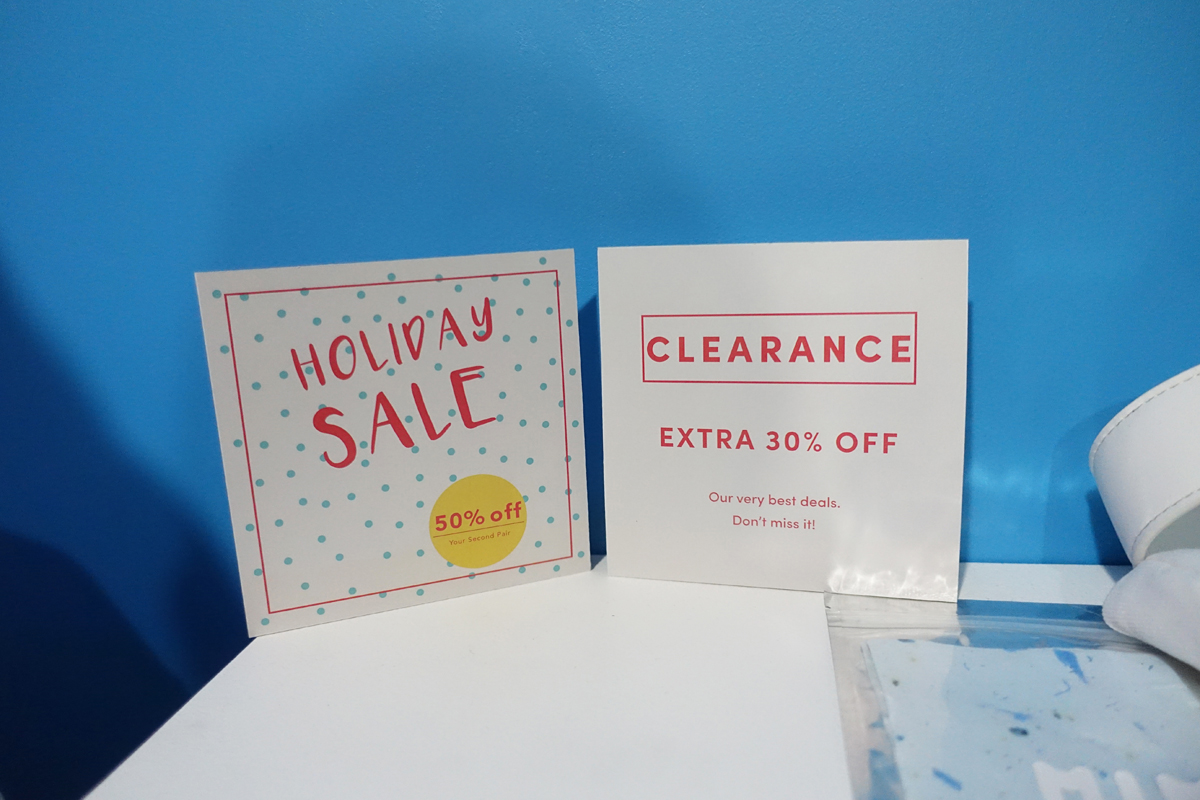 HOLIDAY
SALE
50% off
Your Second Pair
CLEARANCE
EXTRA 30% OFF
Our very best deals.
Don't miss it!